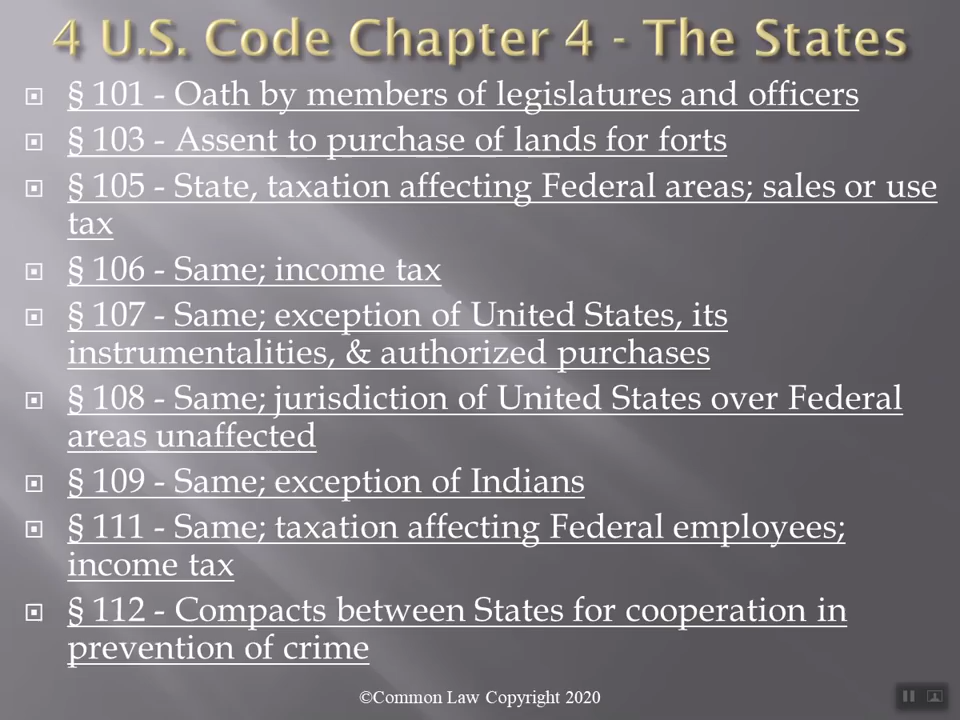 4 U.S. Code Chapter 4 - The States
§ 101 - Oath by members of legislatures and officers
§ 103 - Assent to purchase of lands for forts
§ 105 - State, taxation affecting Federal areas; sales or use
tax
§ 106 - Same; income tax
§ 107 - Same; exception of United States, its
instrumentalities, & authorized purchases
§ 108 - Same; jurisdiction of United States over Federal
areas unaffected
§ 109 - Same; exception of Indians
§ 111 - Same; taxation affecting Federal employees;
income tax
§ 112 - Compacts between States for cooperation in
prevention of crime
©Common Law Copyright 2020